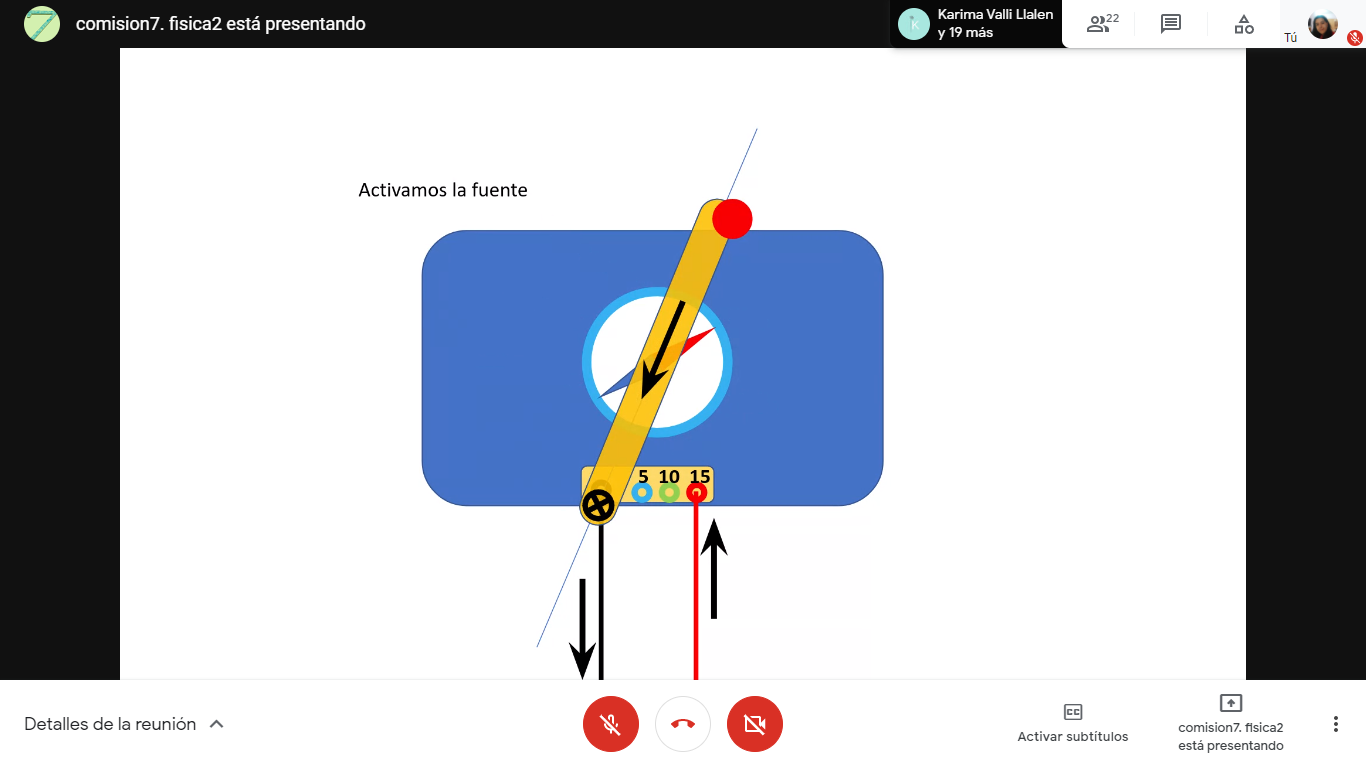 comision7. fisica2 está presentando
Karima Valli Llalen
y 19 más
22
Tú
Activamos la fuente
5 10 15
Detalles de la reunión
CC
Activar subtítulos
comision7. fisica2
está presentando